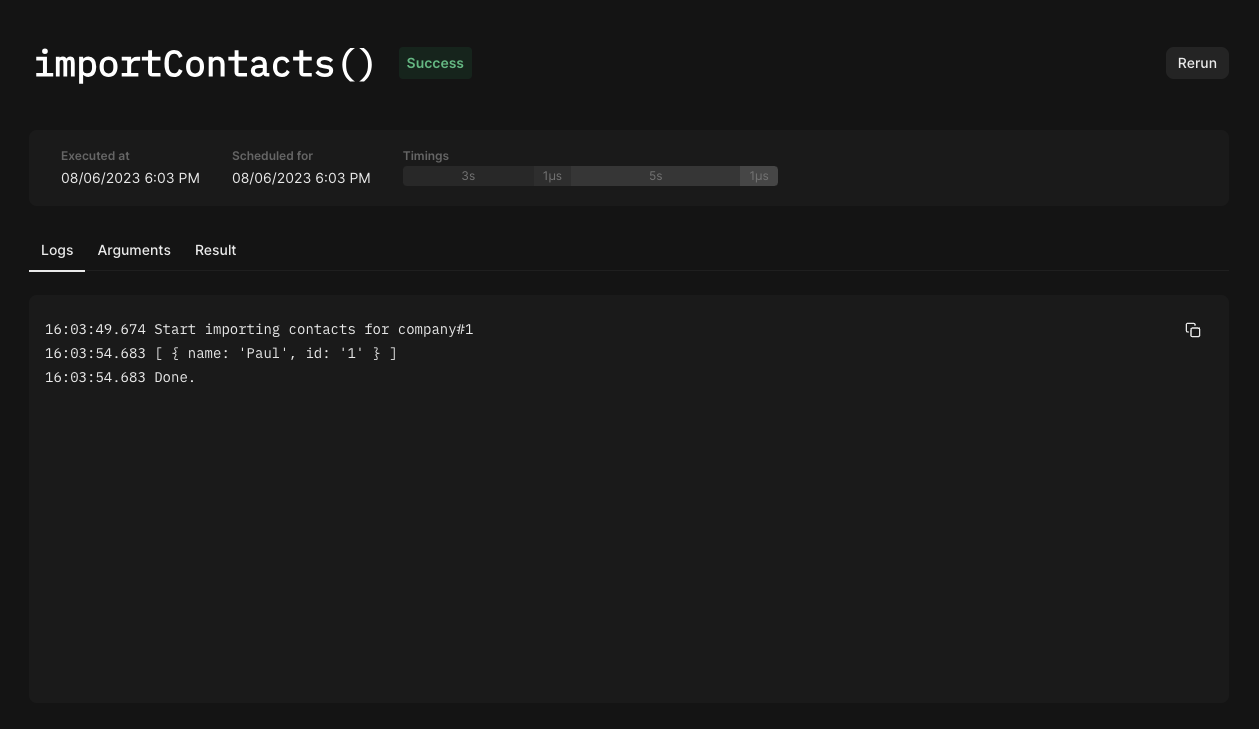 importContacts() Success Rerun
Executed at Scheduled for Timings
08/06/2023 6:03 PM 08/06/2023 6:03 PM 3s 1µs 5s 1µs
Logs Arguments Result
16:03:49.674 Start importing contacts for company#1
16:03:54.683 [ { name: 'Paul', id: '1' } ]
16:03:54.683 Done.